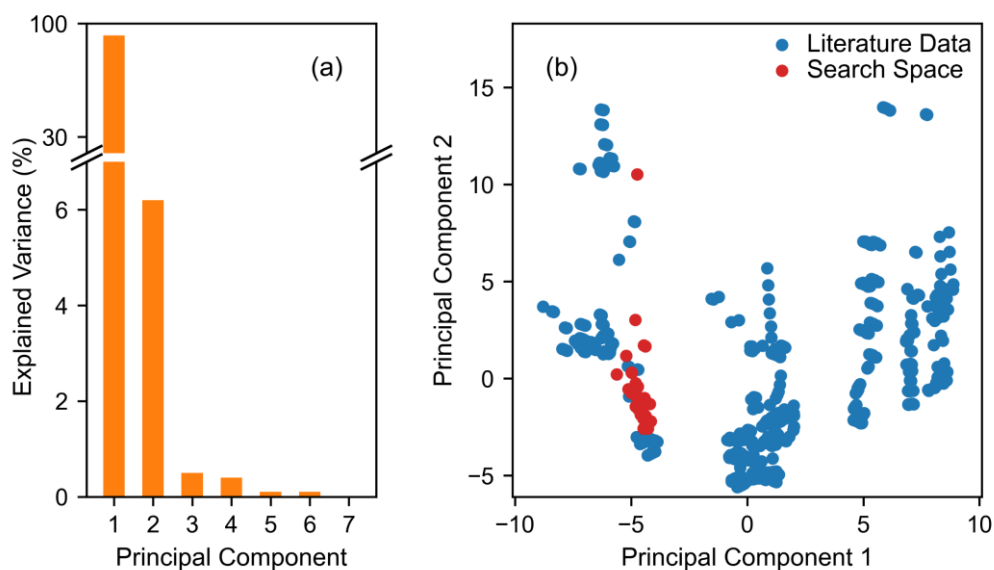 100
(a)
30
6
4
2
0
Explained Variance (%)
1 2 3 4 5 6 7
Principal Component
(b)
Literature Data
Search Space
15
10
5
0
−5
Principal Component 2
−10 −5 0 5 10
Principal Component 1